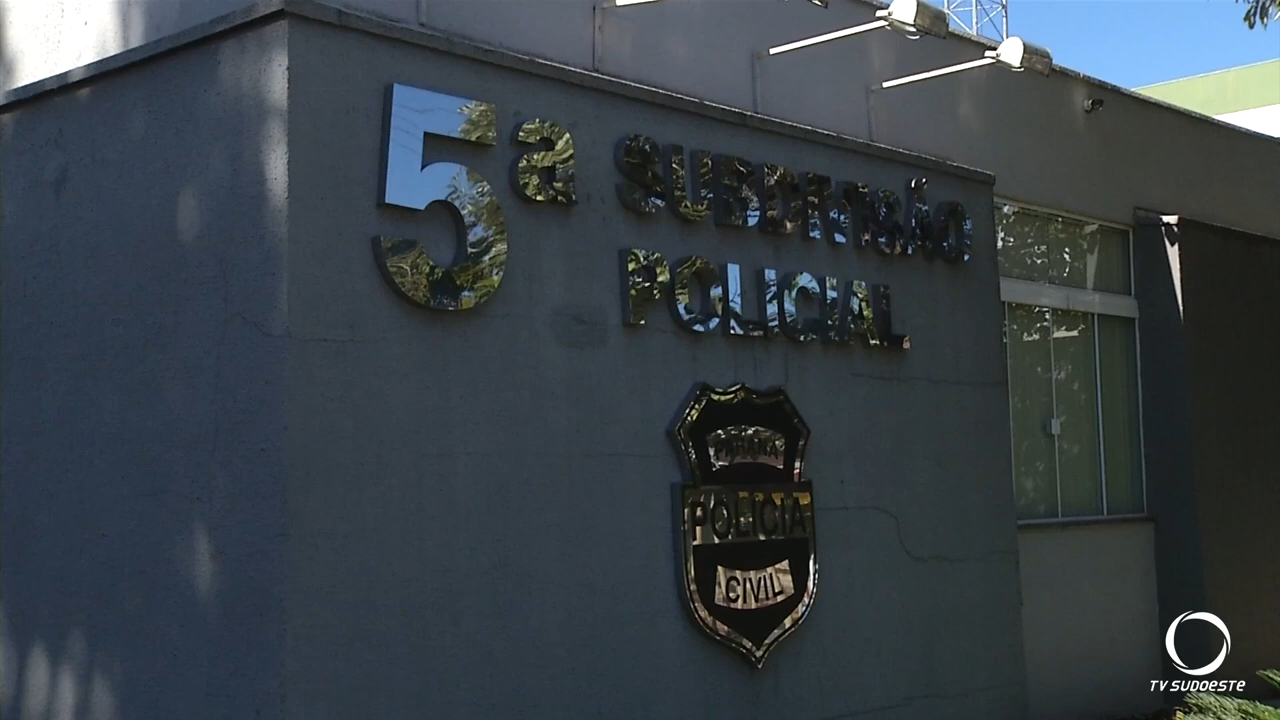 5ª SUBDIVISÃO
POLICIAL
PARANÁ
POLÍCIA
CIVIL
TV SUDOESTE